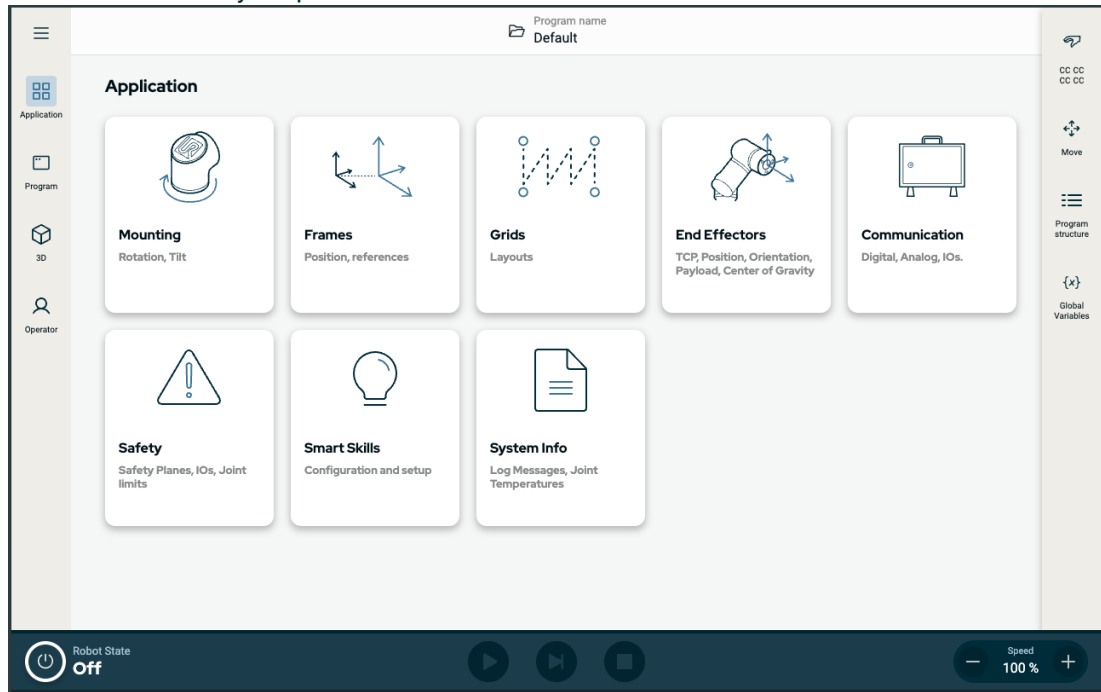 Program name
Default
Application
Application
Program
3D
Operator
Mounting
Rotation, Tilt
Frames
Position, references
Grids
Layouts
End Effectors
TCP, Position, Orientation,
Payload, Center of Gravity
Communication
Digital, Analog, IOs.
Safety
Safety Planes, IOs, Joint
limits
Smart Skills
Configuration and setup
System Info
Log Messages, Joint
Temperatures
CC CC
CC CC
Move
Program
structure
{x}
Global
Variables
Robot State
Off
Speed
100 %